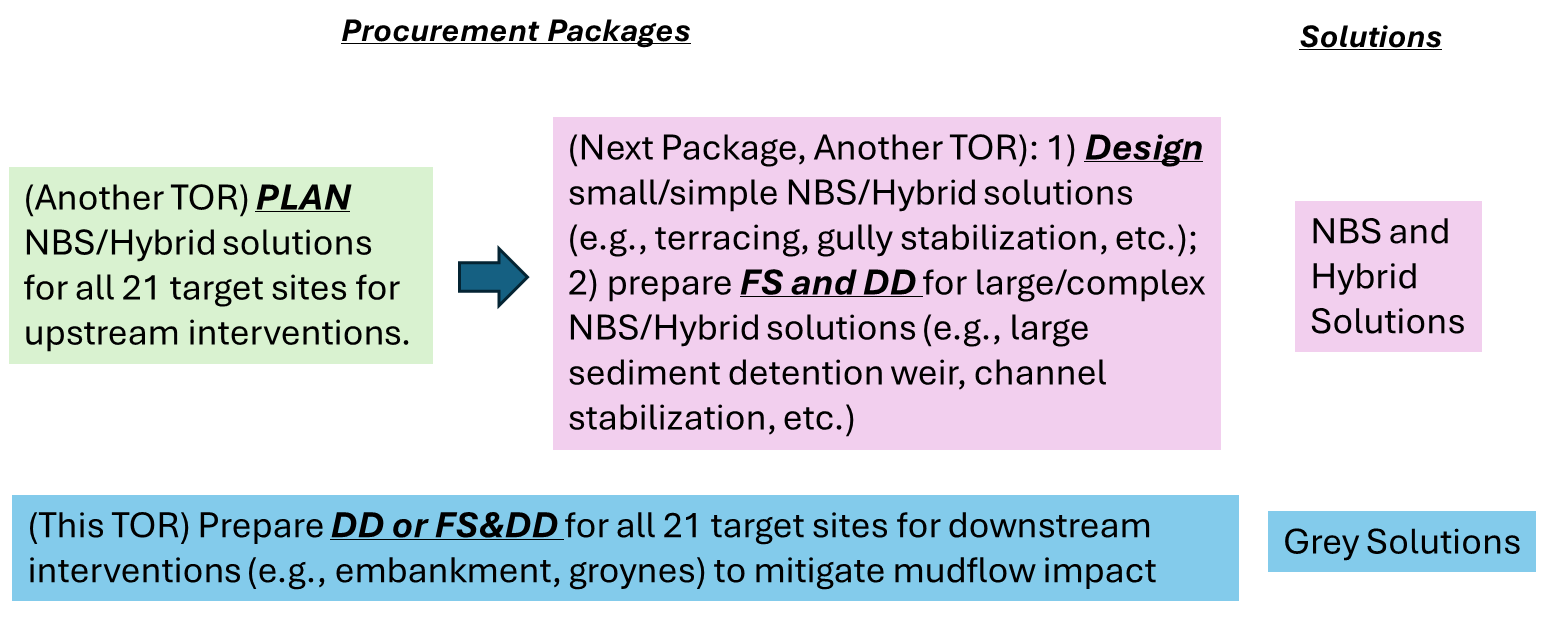 Procurement Packages
Solutions
(Another TOR) PLAN
NBS/Hybrid solutions
for all 21 target sites for
upstream interventions.
(Next Package, Another TOR): 1) Design
small/simple NBS/Hybrid solutions
(e.g., terracing, gully stabilization, etc.);
2) prepare FS and DD for large/complex
NBS/Hybrid solutions (e.g., large
sediment detention weir, channel
stabilization, etc.)
NBS and
Hybrid
Solutions
(This TOR) Prepare DD or FS&DD for all 21 target sites for downstream
interventions (e.g., embankment, groynes) to mitigate mudflow impact
Grey Solutions